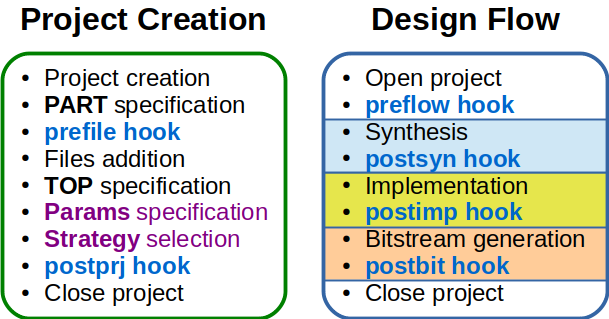 Project Creation
• Project creation
• PART specification
• prefile hook
• Files addition
• TOP specification
• Params specification
• Strategy selection
• postprj hook
• Close project
Design Flow
• Open project
• preflow hook
• Synthesis
• postsyn hook
• Implementation
• postimp hook
• Bitstream generation
• postbit hook
• Close project